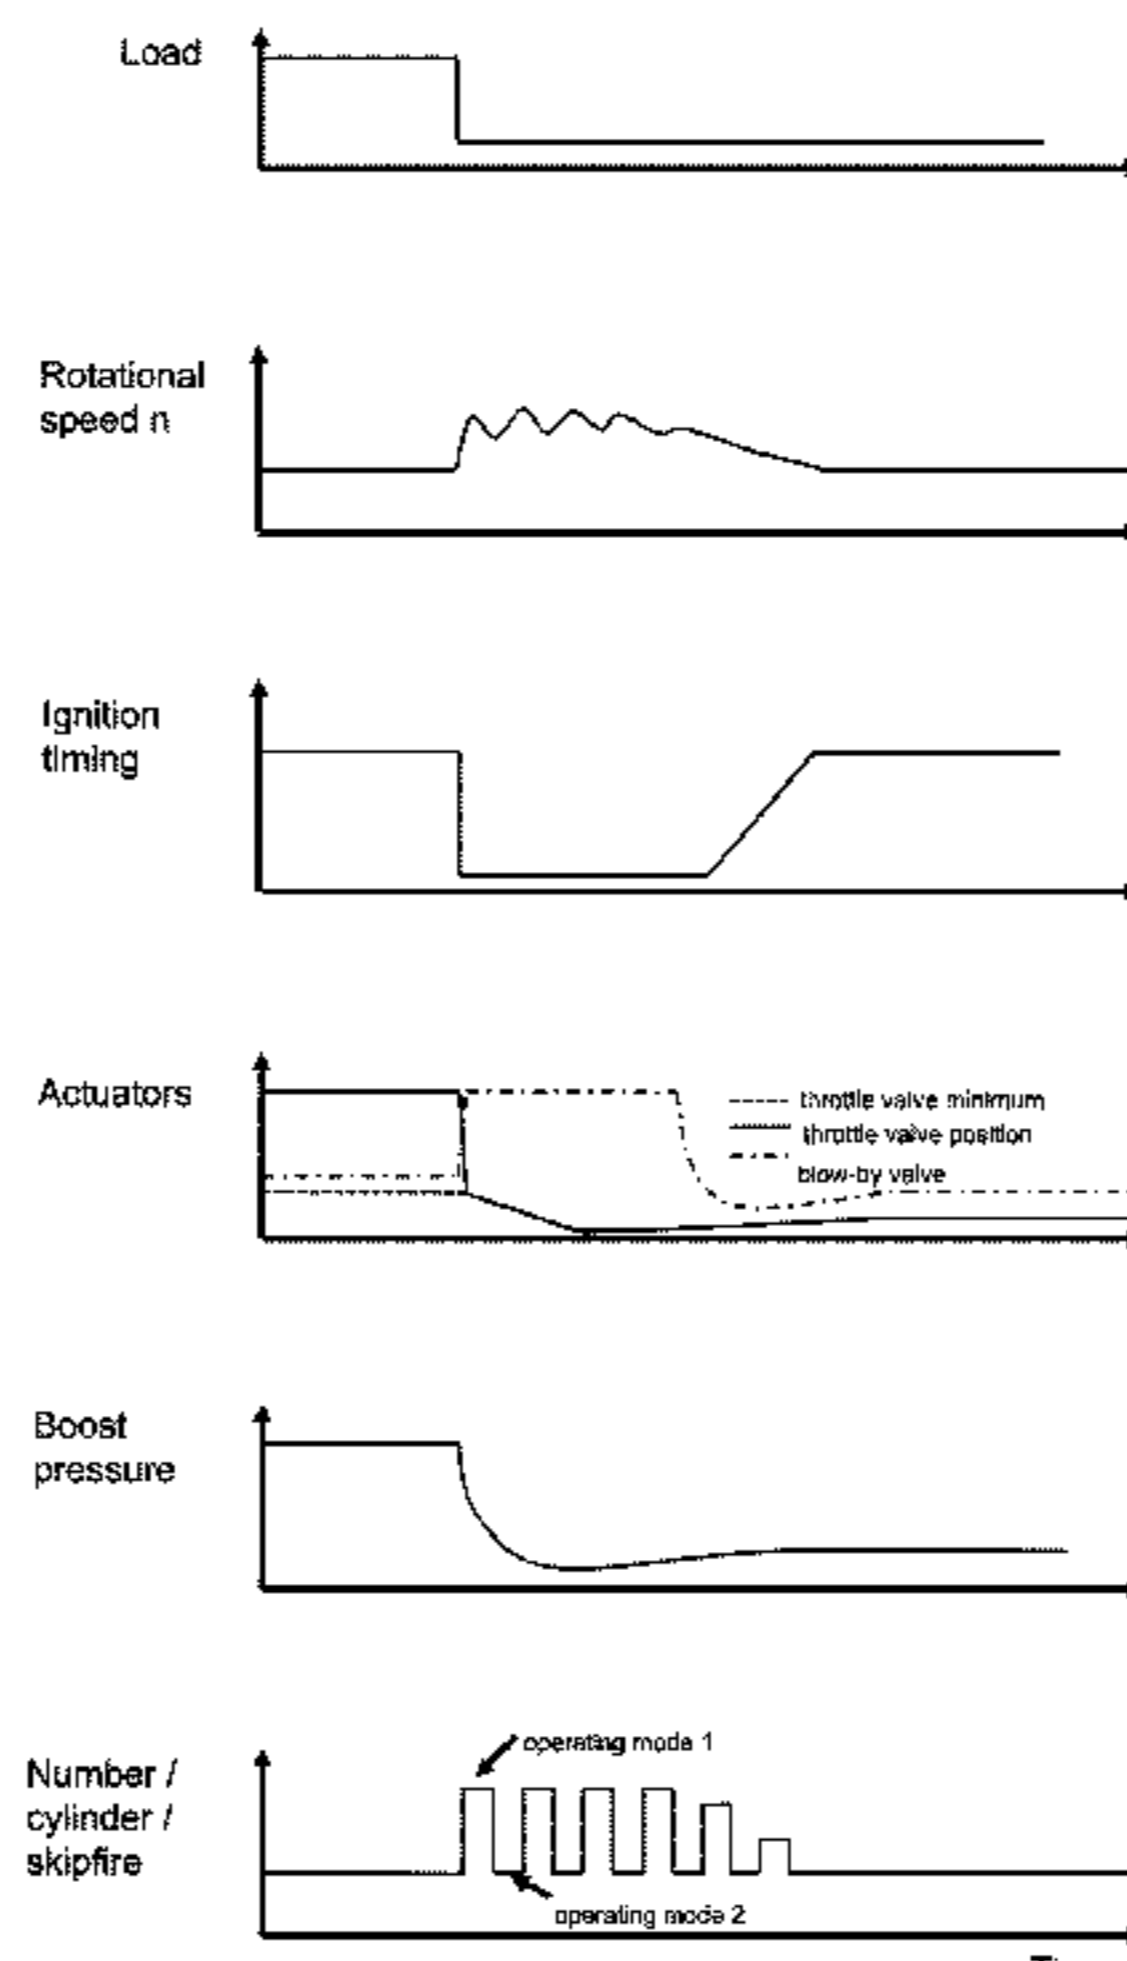 Load
Rotational
speed n
Ignition
timing
Actuators
throttle valve minimum
throttle valve position
blow-by valve
Boost
pressure
operating mode 1
Number /
cylinder /
skipfire
operating mode 2